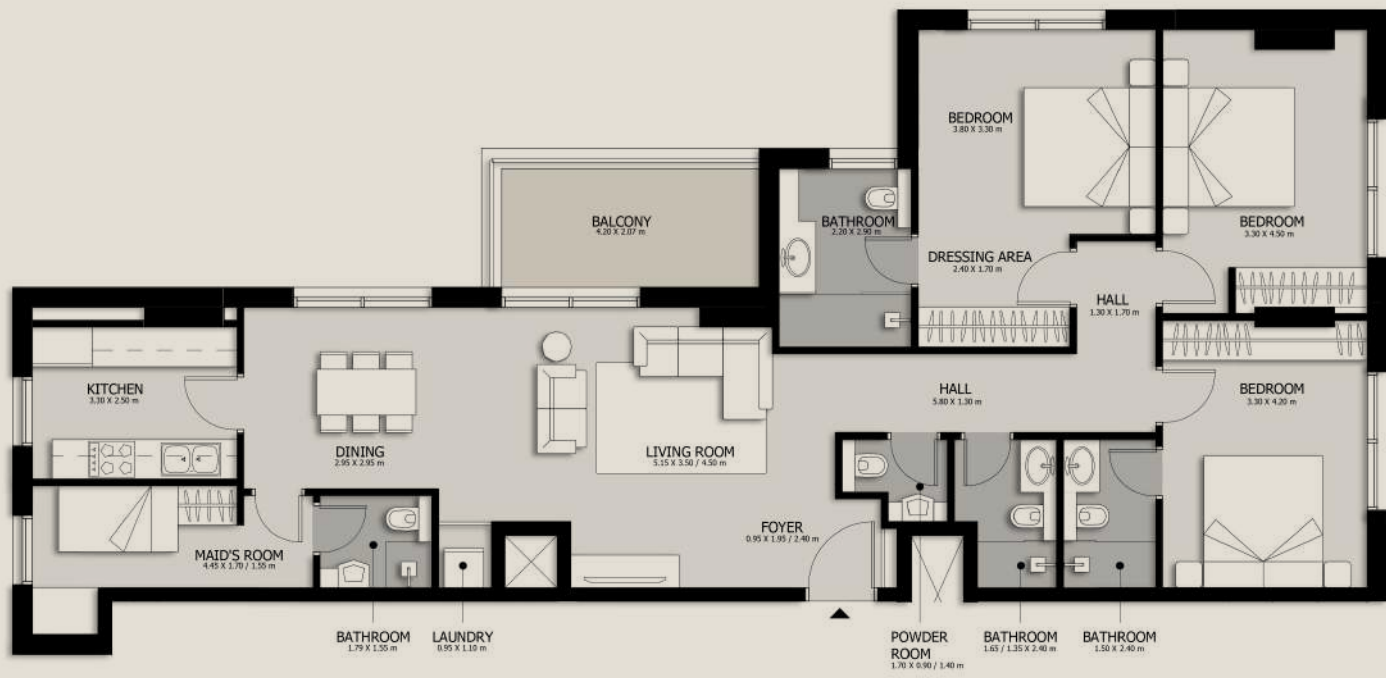 BEDROOM
3.80 X 3.30 m
BEDROOM
3.30 X 4.50 m
BALCONY
4.20 X 2.07 m
BATHROOM
2.20 X 2.90 m
DRESSING AREA
2.40 X 1.70 m
HALL
1.30 X 1.70 m
KITCHEN
3.30 X 2.50 m
HALL
5.80 X 1.30 m
BEDROOM
3.30 X 4.20 m
DINING
2.95 X 2.95 m
LIVING ROOM
5.15 X 3.50 / 4.50 m
FOYER
0.95 X 1.95 / 2.40 m
MAID'S ROOM
4.45 X 1.70 / 1.55 m
BATHROOM
1.79 X 1.55 m
LAUNDRY
0.95 X 1.10 m
POWDER
ROOM
1.70 X 0.90 / 1.40 m
BATHROOM
1.65 / 1.35 X 2.40 m
BATHROOM
1.50 X 2.40 m